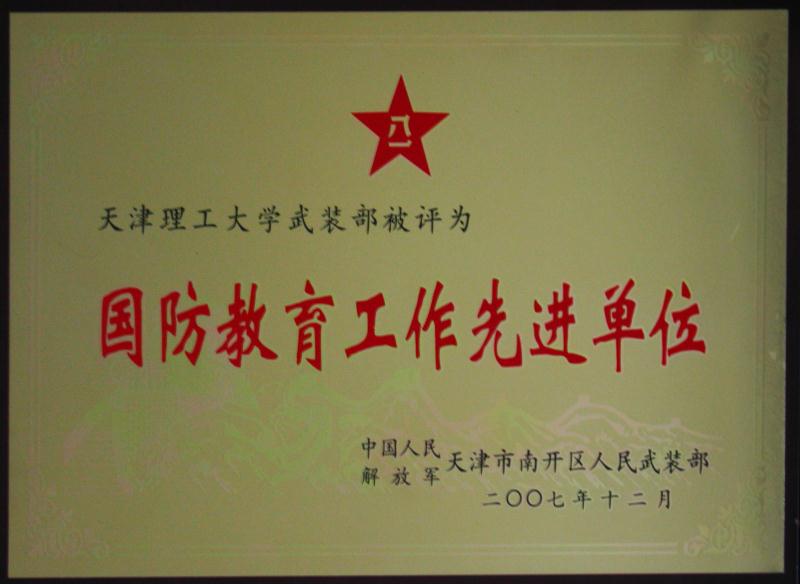 八一
天津理工大学武装部被评为
国防教育工作先进单位
中国人民
解放军
天津市南开区人民武装部
二〇〇七年十二月